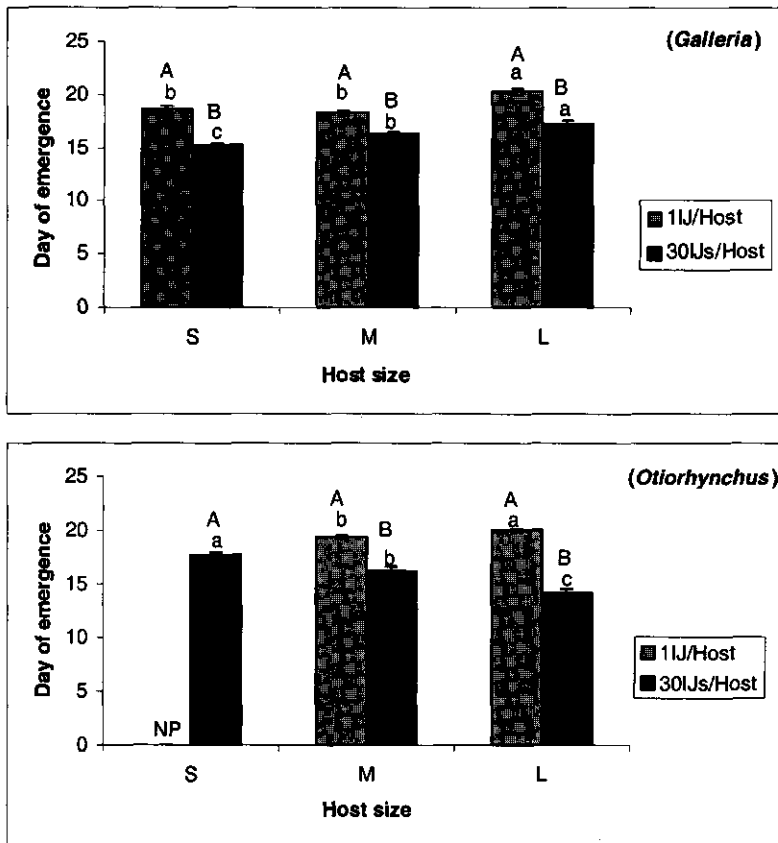 (Galleria)
25
20
15
10
5
0
Day of emergence
A
b
B
c
A
b
B
b
A
a
B
a
S M L
Host size
1IJ/Host
30IJs/Host
(Otiorhynchus)
25
20
15
10
5
0
Day of emergence
NP
A
a
A
b
B
b
A
a
B
c
S M L
Host size
1IJ/Host
30IJs/Host